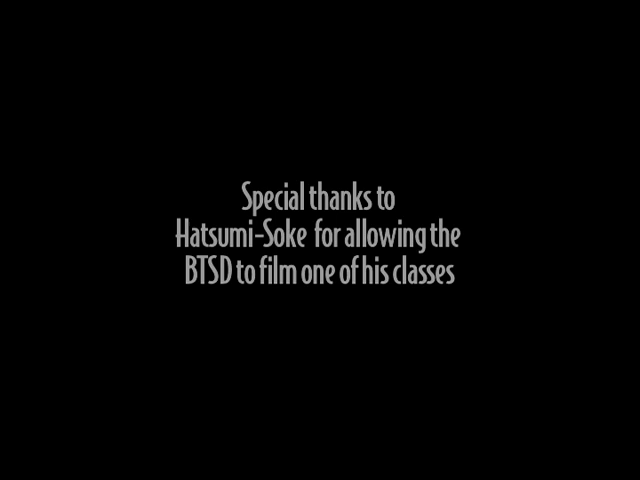 Special thanks to
Hatsumi-Soke for allowing the
BTSD to film one of his classes